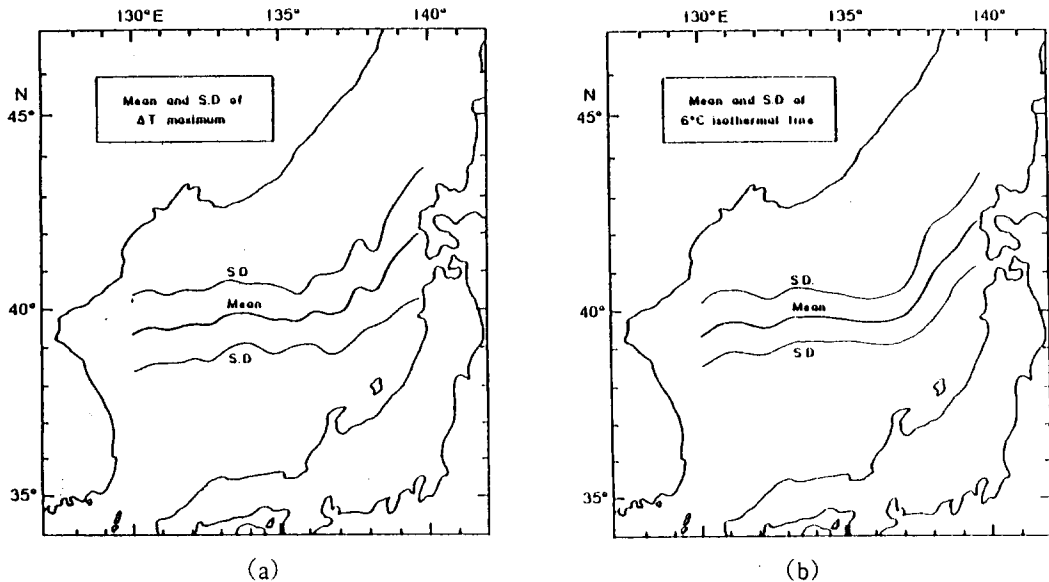 130°E 135° 140°
N
45°
40°
35°
Mean and S.D of
ΔT maximum
S.D
Mean
S.D
(a)
130°E 135° 140°
N
45°
40°
35°
Mean and S.D of
6°C isothermal line
S.D.
Mean
S.D
(b)